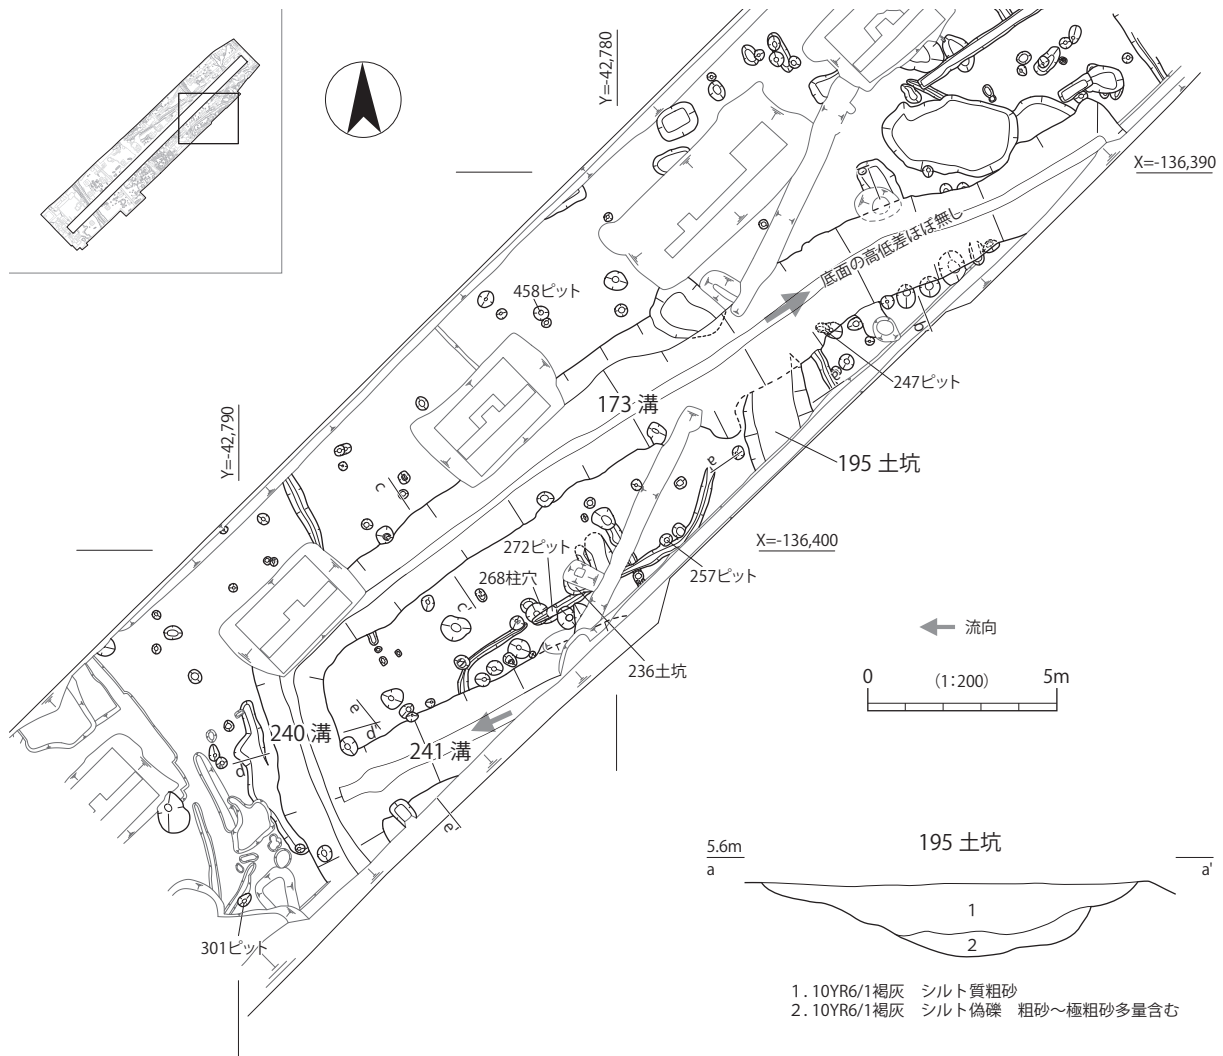 Y=-42,780
X=-136,390
底面の高低差ほぼ無し
458ピット
247ピット
173 溝
Y=-42,790
195 土坑
a
c
X=-136,400
272ピット
257ピット
268柱穴
c'
流向
236土坑
0 (1:200) 5m
e
d'
240 溝
241 溝
d
e'
195 土坑
5.6m
a a'
1
2
301ピット
1. 10YR6/1褐灰 シルト質粗砂
2. 10YR6/1褐灰 シルト偽礫 粗砂～極粗砂多量含む